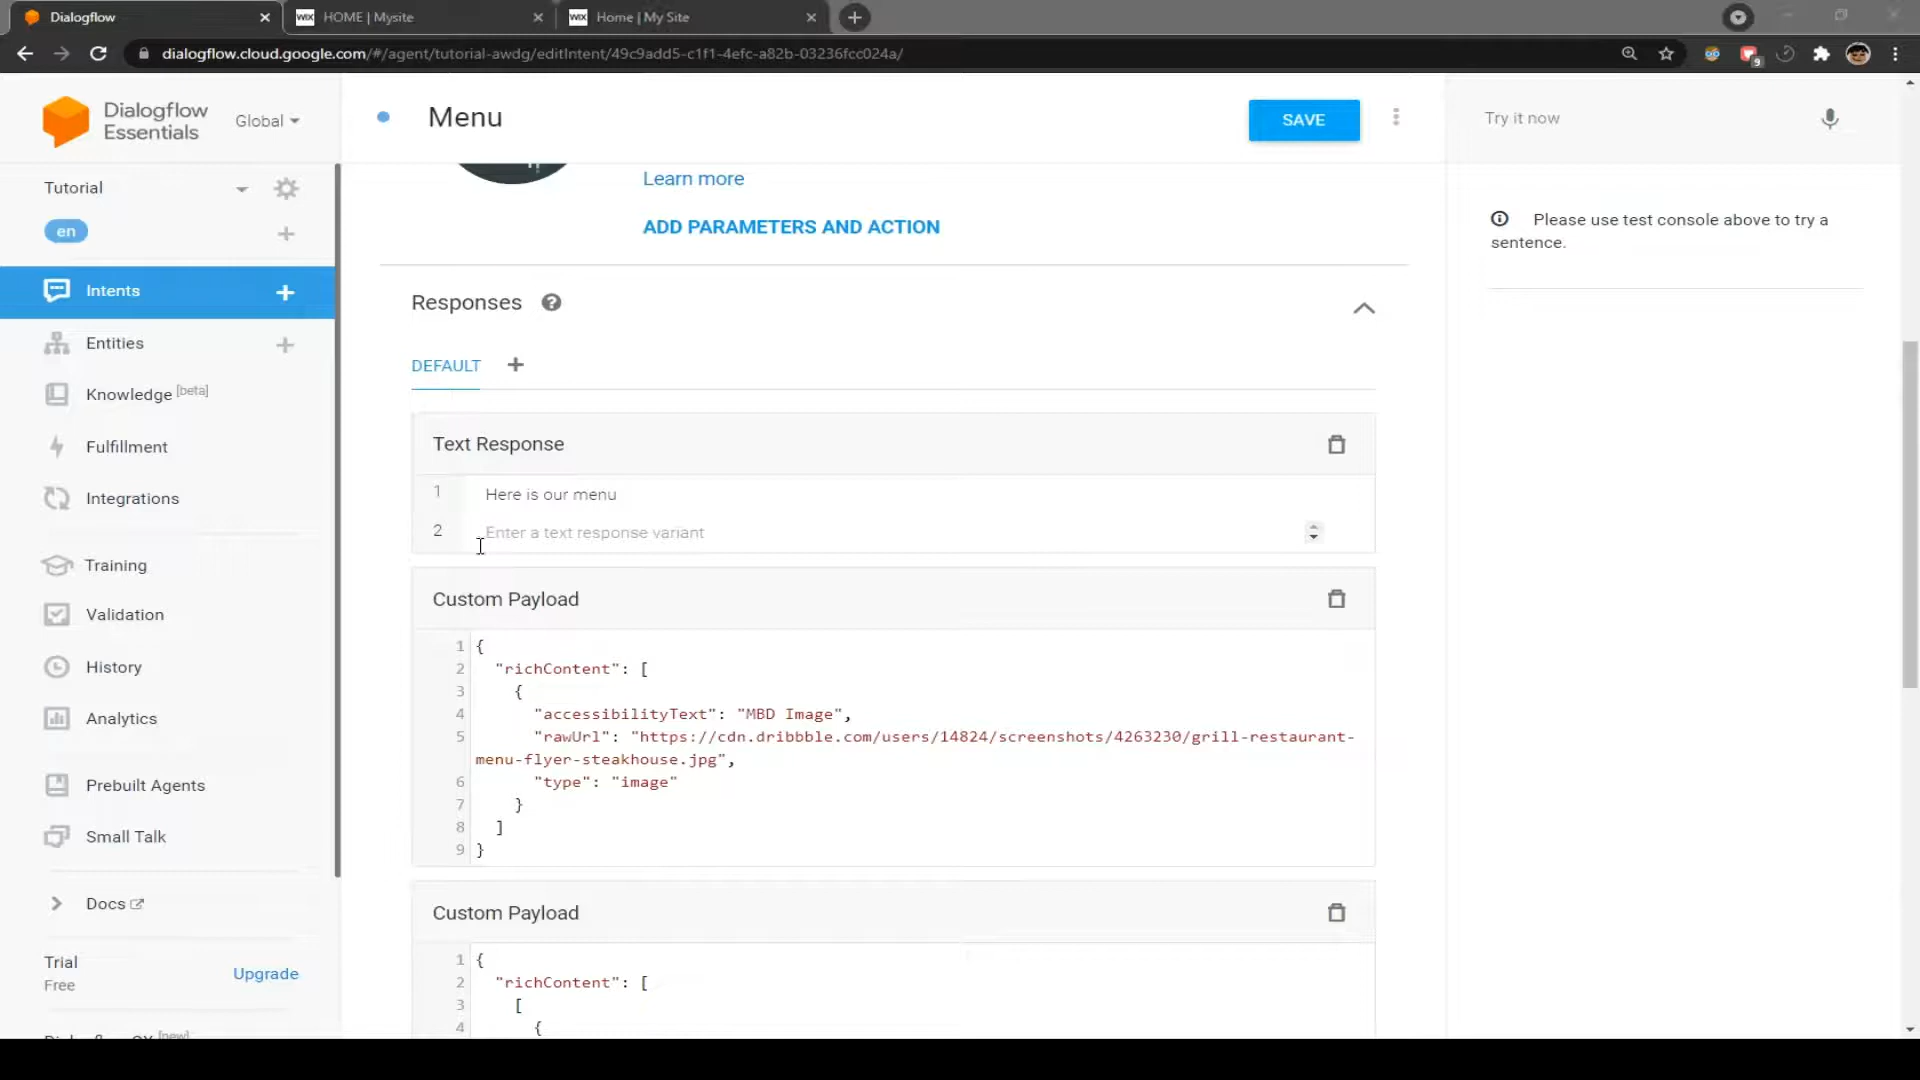 Dialogflow
WIX HOME | Mysite
WIX Home | My Site
dialogflow.cloud.google.com/#/agent/tutorial-awdg/editIntent/49c9add5-c1f1-4efc-a82b-03236fcc024a/
9
Dialogflow
Essentials
Global
Menu
SAVE
Try it now
Tutorial
en
Intents
Entities
Knowledge [beta]
Fulfillment
Integrations
Training
Validation
History
Analytics
Prebuilt Agents
Small Talk
Docs
Trial
Free
Upgrade
Learn more
ADD PARAMETERS AND ACTION
Responses
DEFAULT
Text Response
1 Here is our menu
2 Enter a text response variant
Custom Payload
1 {
2 "richContent": [
3 {
4 "accessibilityText": "MBD Image",
5 "rawUrl": "https://cdn.dribbble.com/users/14824/screenshots/4263230/grill-restaurant-
menu-flyer-steakhouse.jpg",
6 "type": "image"
7 }
8 ]
9 }
Custom Payload
1 {
2 "richContent": [
3 [
4 {
Please use test console above to try a
sentence.